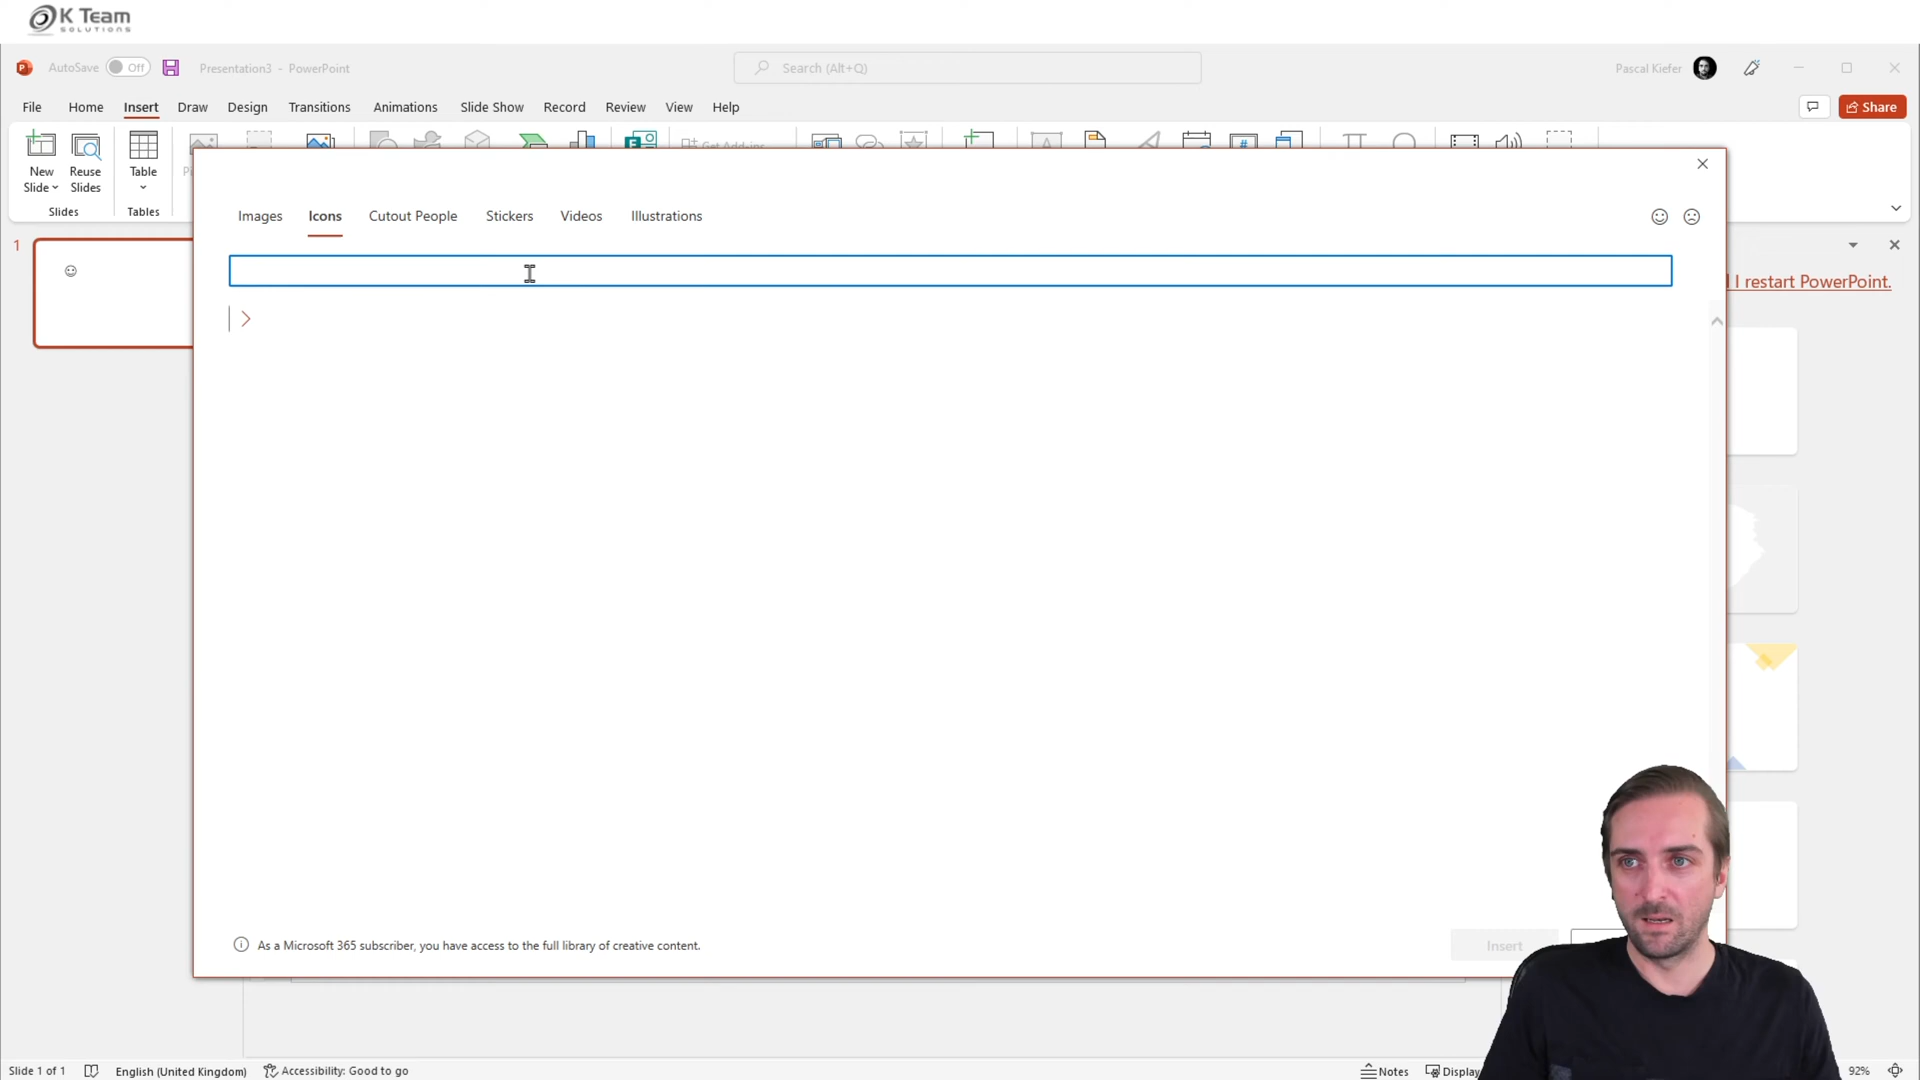 K Team
SOLUTIONS
AutoSave Off Presentation3 - PowerPoint Search (Alt+Q) Pascal Kiefer
File Home Insert Draw Design Transitions Animations Slide Show Record Review View Help Share
New Slide
Reuse Slides
Table
Slides
Tables
Images Icons Cutout People Stickers Videos Illustrations
1
I restart PowerPoint.
As a Microsoft 365 subscriber, you have access to the full library of creative content.
Insert
Slide 1 of 1 English (United Kingdom) Accessibility: Good to go Notes Display 92%